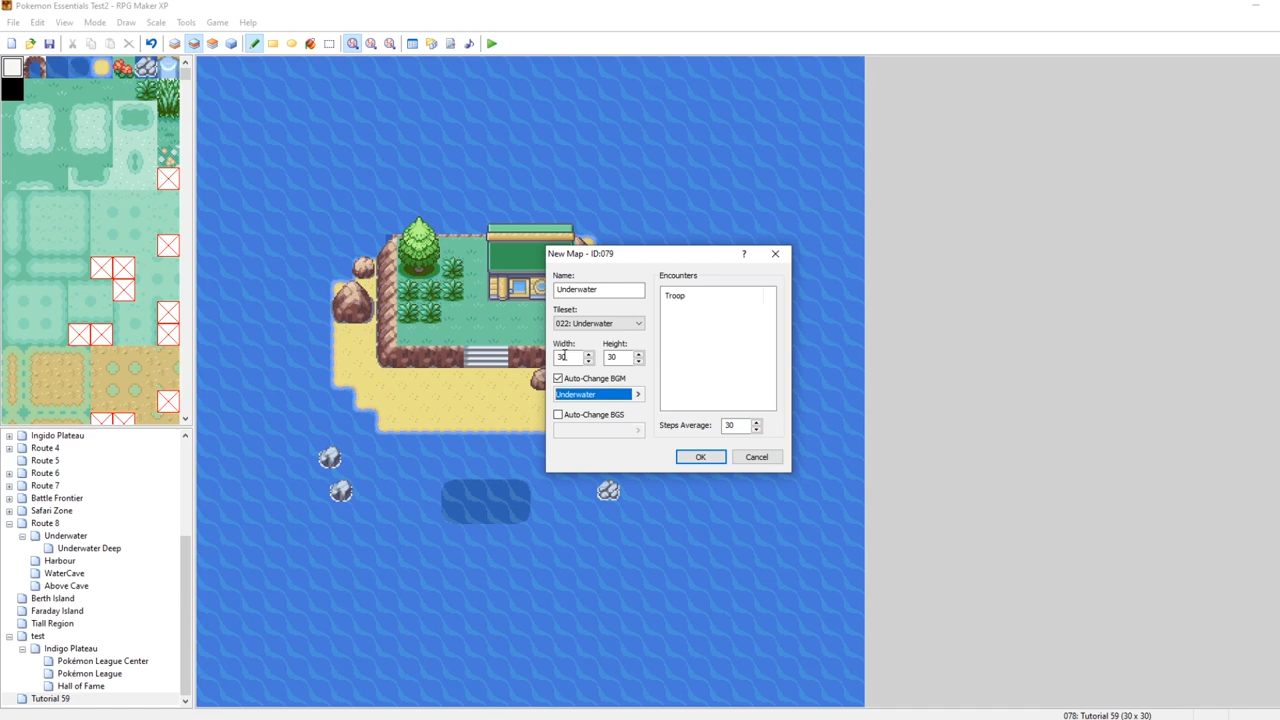 Pokemon Essentials Test2 - RPG Maker XP
File Edit View Mode Draw Scale Tools Game Help
New Map - ID:079
?
Name:
Underwater
Tileset:
022: Underwater
Width: Height:
30 30
Auto-Change BGM
Underwater
Auto-Change BGS
Encounters
Troop
Steps Average: 30
OK Cancel
Ingido Plateau
Route 4
Route 5
Route 6
Route 7
Battle Frontier
Safari Zone
Route 8
Underwater
Underwater Deep
Harbour
WaterCave
Above Cave
Berth Island
Faraday Island
Tiall Region
test
Indigo Plateau
Pokémon League Center
Pokémon League
Hall of Fame
Tutorial 59
078: Tutorial 59 (30 x 30)